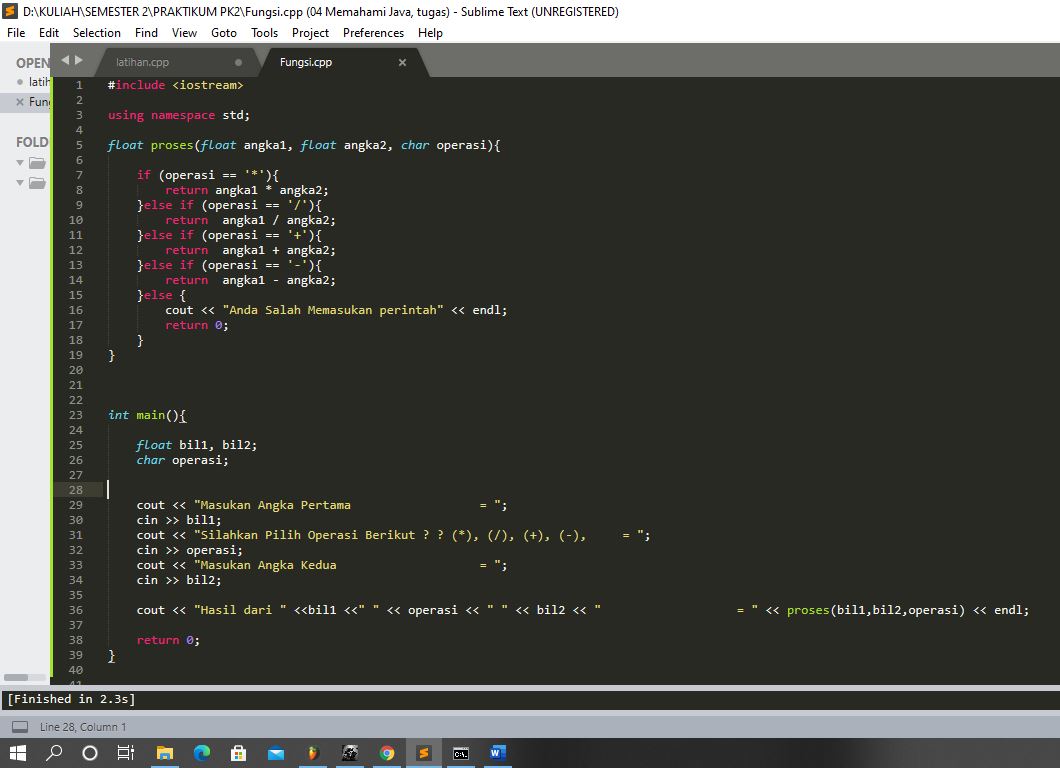 D:\KULIAH\SEMESTER 2\PRAKTIKUM PK2\Fungsi.cpp (04 Memahami Java, tugas) - Sublime Text (UNREGISTERED)
File Edit Selection Find View Goto Tools Project Preferences Help
OPEN
latih
× Fung
FOLD
latihan.cpp Fungsi.cpp ×
1 #include <iostream>
2
3 using namespace std;
4
5 float proses(float angka1, float angka2, char operasi){
6
7 if (operasi == '*'){
8 return angka1 * angka2;
9 }else if (operasi == '/'){
10 return  angka1 / angka2;
11 }else if (operasi == '+'){
12 return  angka1 + angka2;
13 }else if (operasi == '-'){
14 return  angka1 - angka2;
15 }else {
16 cout << "Anda Salah Memasukan perintah" << endl;
17 return 0;
18 }
19 }
20
21
22
23 int main(){
24
25 float bil1, bil2;
26 char operasi;
27
28
29 cout << "Masukan Angka Pertama                  = ";
30 cin >> bil1;
31 cout << "Silahkan Pilih Operasi Berikut ? ? (*), (/), (+), (-),     = ";
32 cin >> operasi;
33 cout << "Masukan Angka Kedua                    = ";
34 cin >> bil2;
35
36 cout << "Hasil dari " <<bil1 <<" " << operasi << " " << bil2 << "                   = " << proses(bil1,bil2,operasi) << endl;
37
38 return 0;
39 }
40
41
[Finished in 2.3s]
Line 28, Column 1